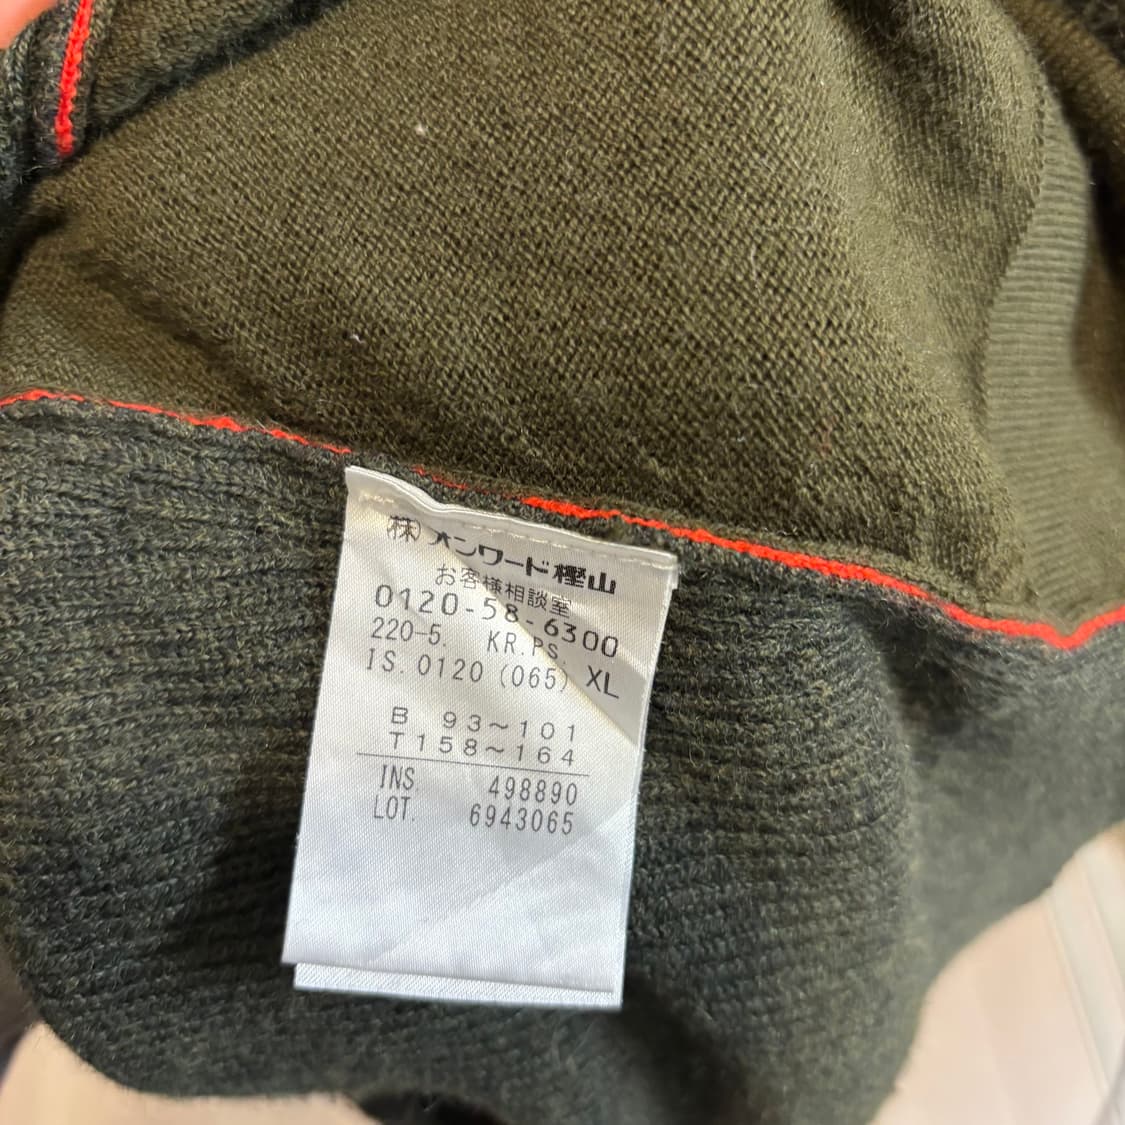 (株)オンワード樫山
お客様相談室
0120-58-6300
220-5. KR.PS.
IS.0120 (065) XL
B 93~101
T158~164
INS. 498890
LOT. 6943065